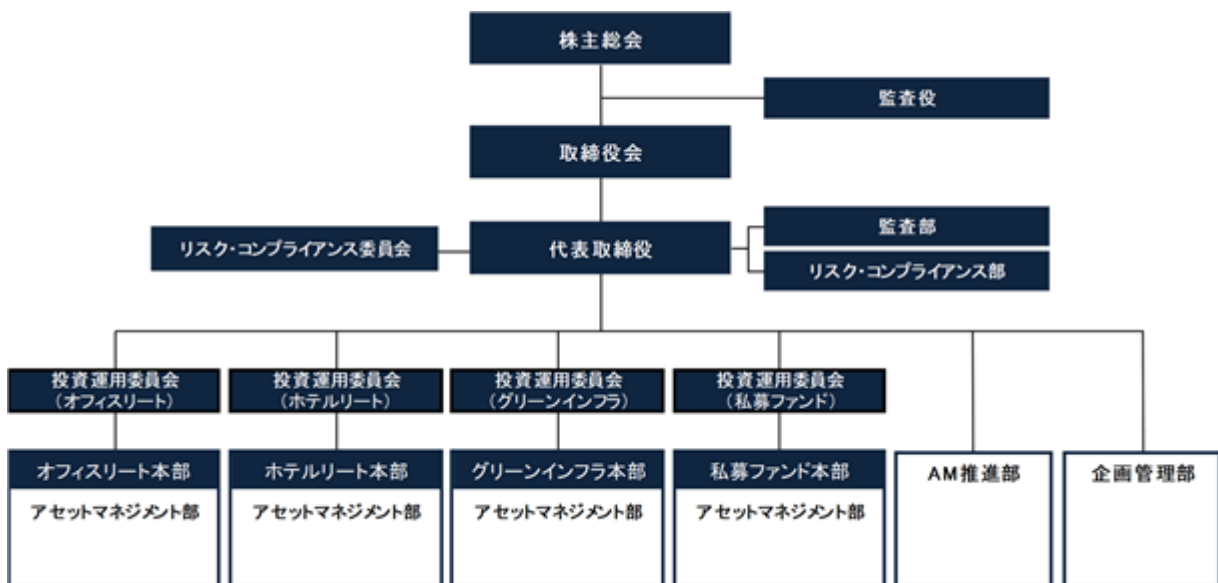 株主総会
監査役
取締役会
監査部
リスク・コンプライアンス委員会
代表取締役
リスク・コンプライアンス部
投資運用委員会
(オフィスリート)
投資運用委員会
(ホテルリート)
投資運用委員会
(グリーンインフラ)
投資運用委員会
(私募ファンド)
オフィスリート本部
アセットマネジメント部
ホテルリート本部
アセットマネジメント部
グリーンインフラ本部
アセットマネジメント部
私募ファンド本部
アセットマネジメント部
AM推進部
企画管理部